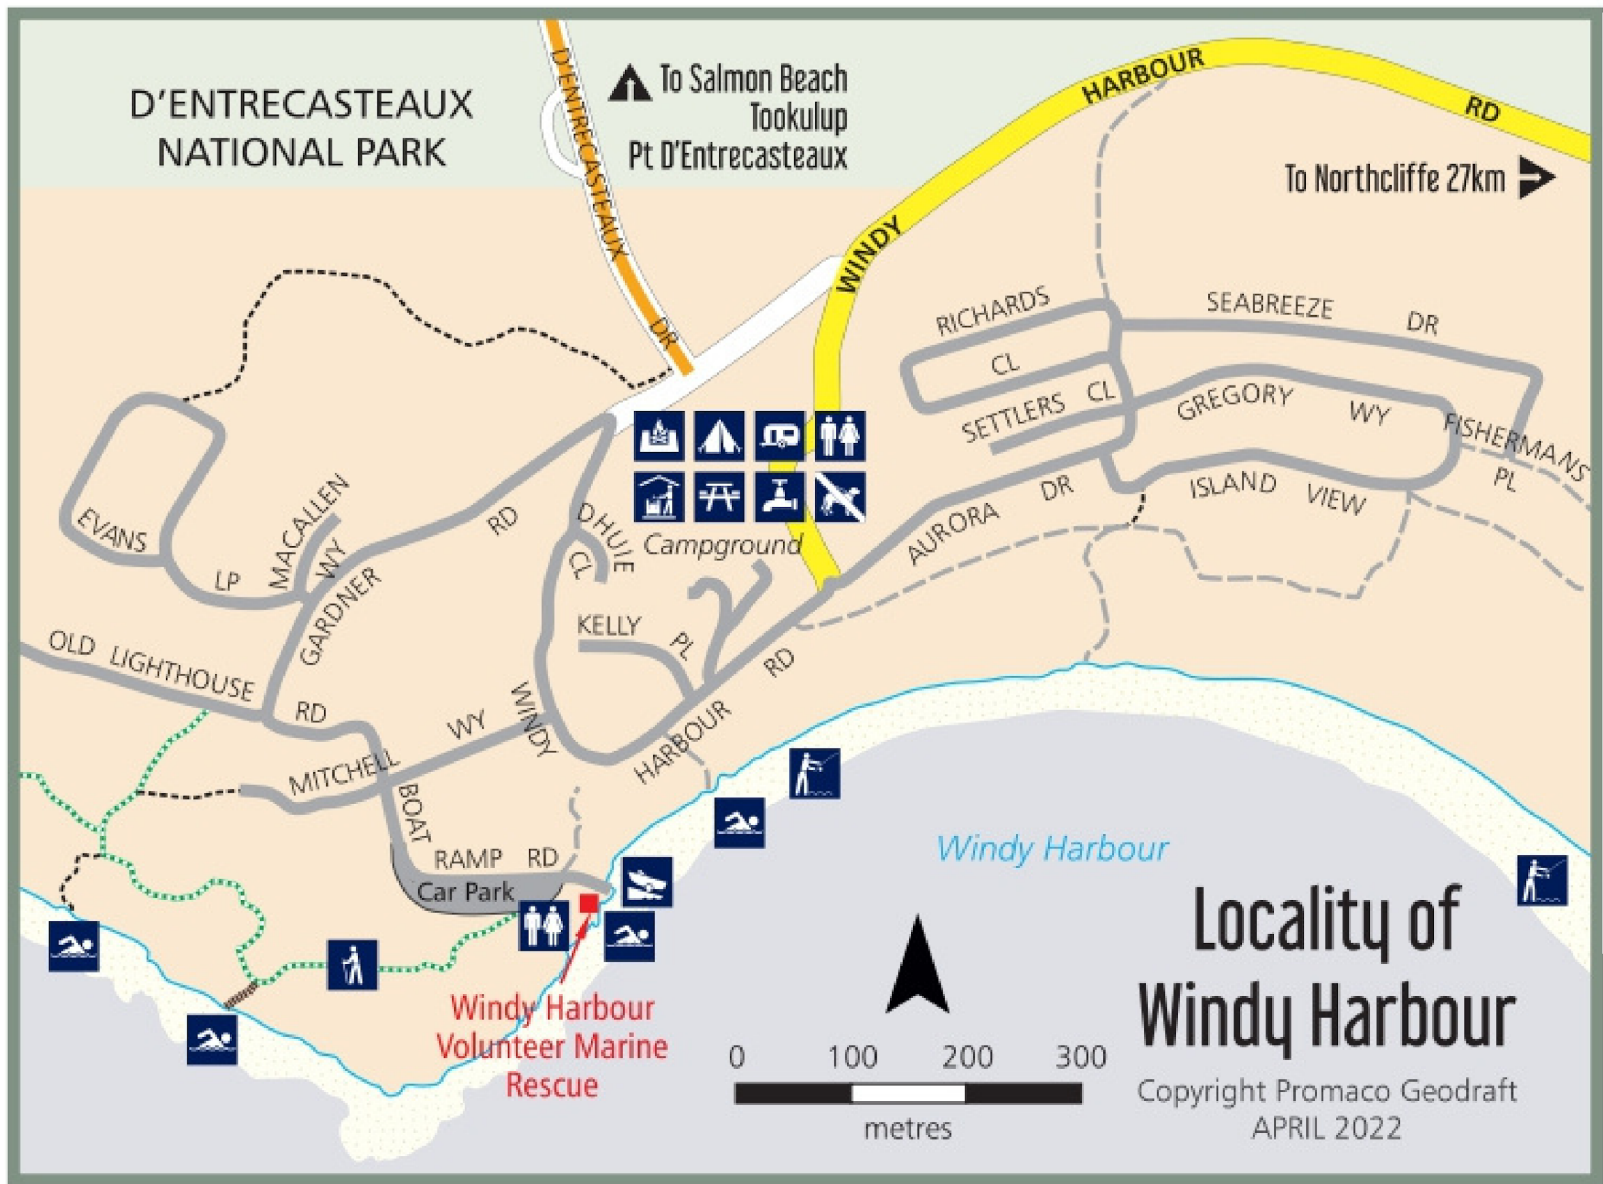 D'ENTRECASTEAUX
NATIONAL PARK
D'ENTRECASTEAUX DR
To Salmon Beach
Tookulup
Pt D'Entrecasteaux
WINDY HARBOUR RD
To Northcliffe 27km
RICHARDS CL
SEABREEZE DR
SETTLERS CL
GREGORY WY
FISHERMANS PL
ISLAND VIEW
AURORA DR
EVANS LP
MACALLEN WY
GARDNER RD
DHUIE CL
Campground
KELLY PL
OLD LIGHTHOUSE RD
MITCHELL WY
WINDY HARBOUR RD
BOAT RAMP RD
Car Park
Windy Harbour
Volunteer Marine
Rescue
Windy Harbour
Locality of
Windy Harbour
0 100 200 300
metres
Copyright Promaco Geodraft
APRIL 2022